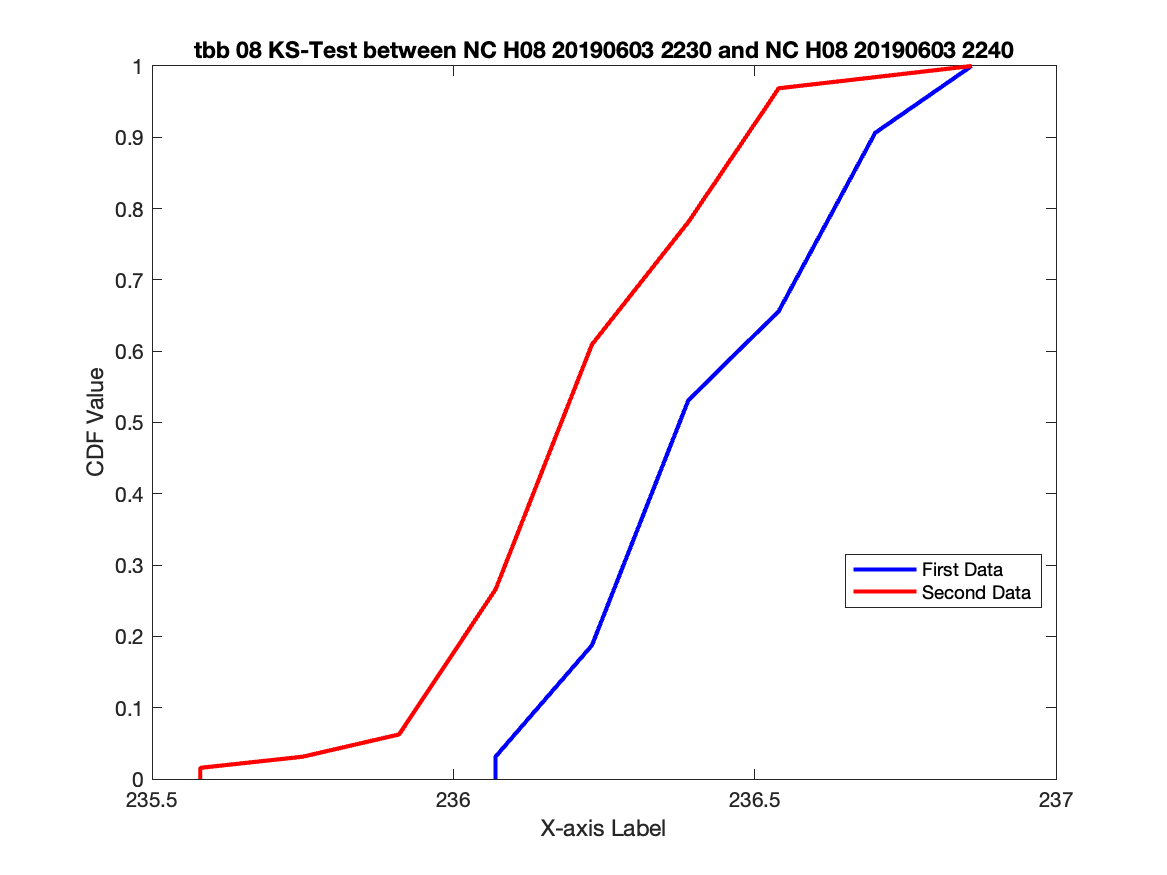 tbb 08 KS-Test between NC H08 20190603 2230 and NC H08 20190603 2240
1
0.9
0.8
0.7
0.6
0.5
0.4
0.3
0.2
0.1
0
CDF Value
First Data
Second Data
235.5 236 236.5 237
X-axis Label